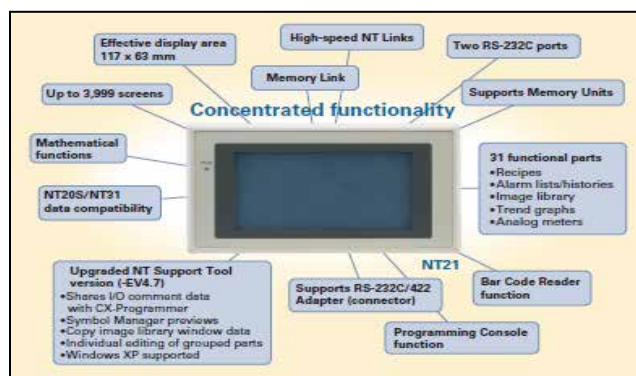 High-speed NT Links
Effective display area
117 x 63 mm
Two RS-232C ports
Memory Link
Up to 3,999 screens
Supports Memory Units
Concentrated functionality
Mathematical
functions
31 functional parts
•Recipes
•Alarm lists/histories
•Image library
•Trend graphs
•Analog meters
NT20S/NT31
data compatibility
NT21
Upgraded NT Support Tool
version (-EV4.7)
•Shares I/O comment data
with CX-Programmer
•Symbol Manager previews
•Copy image library window data
•Individual editing of grouped parts
•Windows XP supported
Supports RS-232C/422
Adapter (connector)
Bar Code Reader
function
Programming Console
function